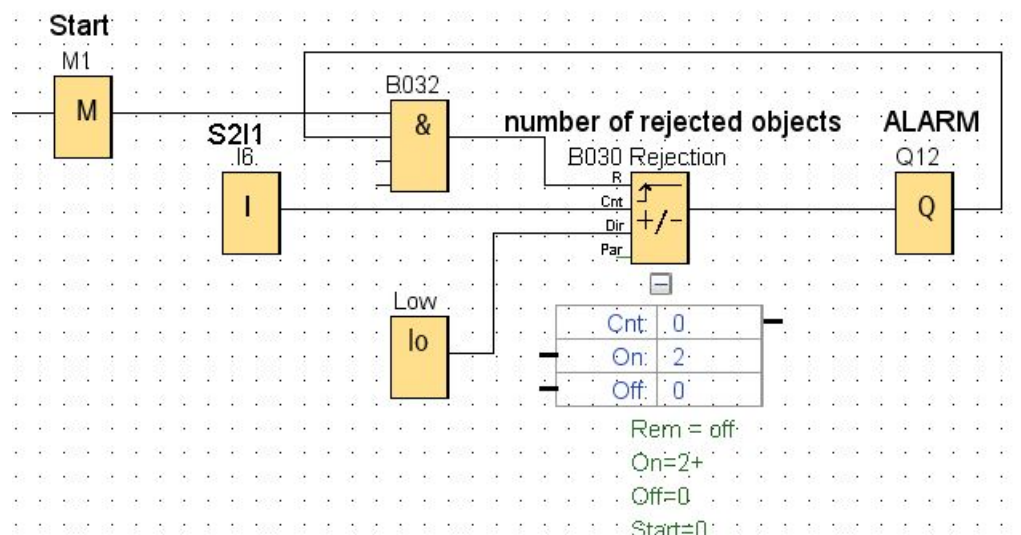 Start
M1
M
B032
&
S2I1
I6.
I
number of rejected objects
B030 Rejection
R
Cnt
Dir
Par
+/-
ALARM
Q12
Q
Low
lo
Cnt: 0
On: 2
Off: 0
Rem = off
On=2+
Off=0
Start=0